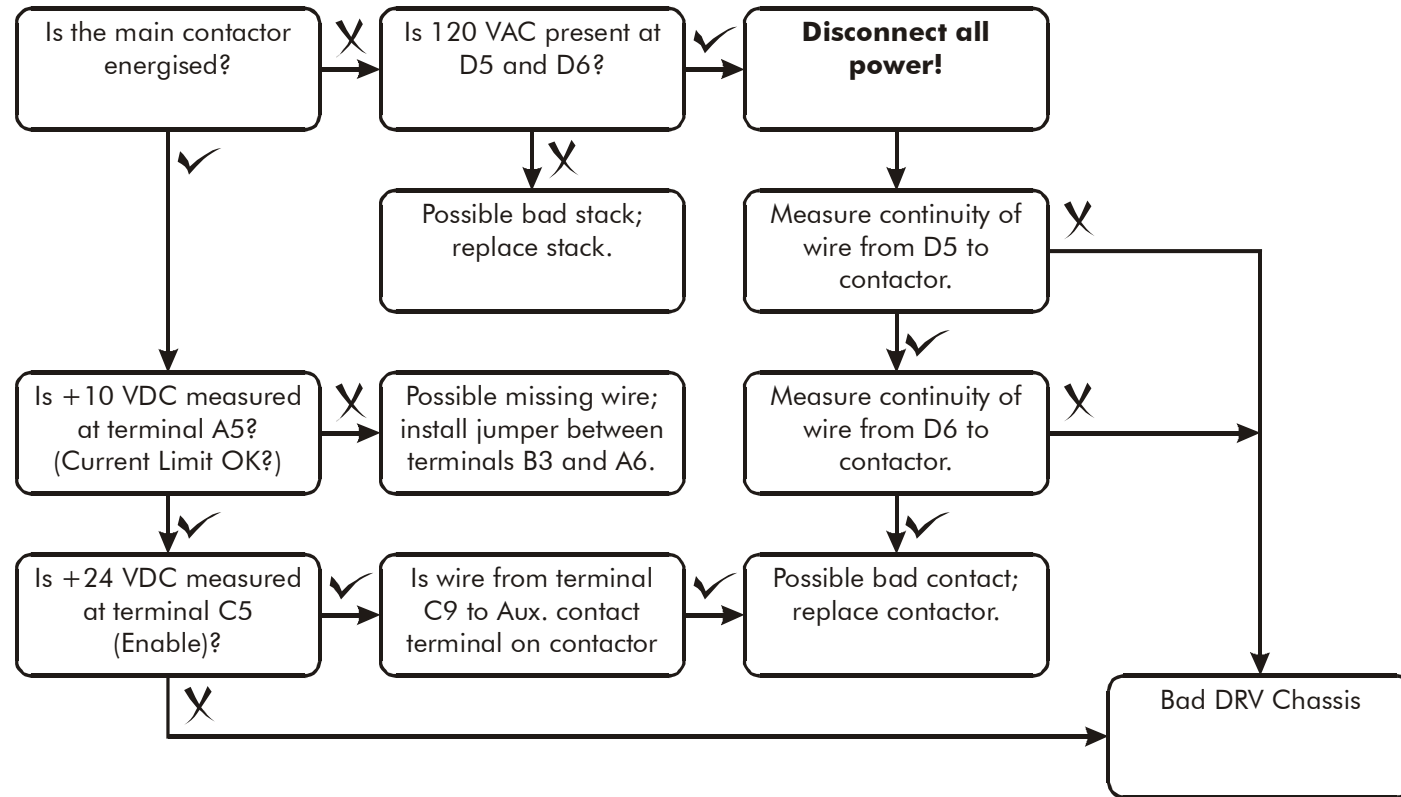 Is the main contactor
energised?
Is 120 VAC present at
D5 and D6?
Disconnect all
power!
Possible bad stack;
replace stack.
Measure continuity of
wire from D5 to
contactor.
Is +10 VDC measured
at terminal A5?
(Current Limit OK?)
Possible missing wire;
install jumper between
terminals B3 and A6.
Measure continuity of
wire from D6 to
contactor.
Is +24 VDC measured
at terminal C5
(Enable)?
Is wire from terminal
C9 to Aux. contact
terminal on contactor
Possible bad contact;
replace contactor.
Bad DRV Chassis